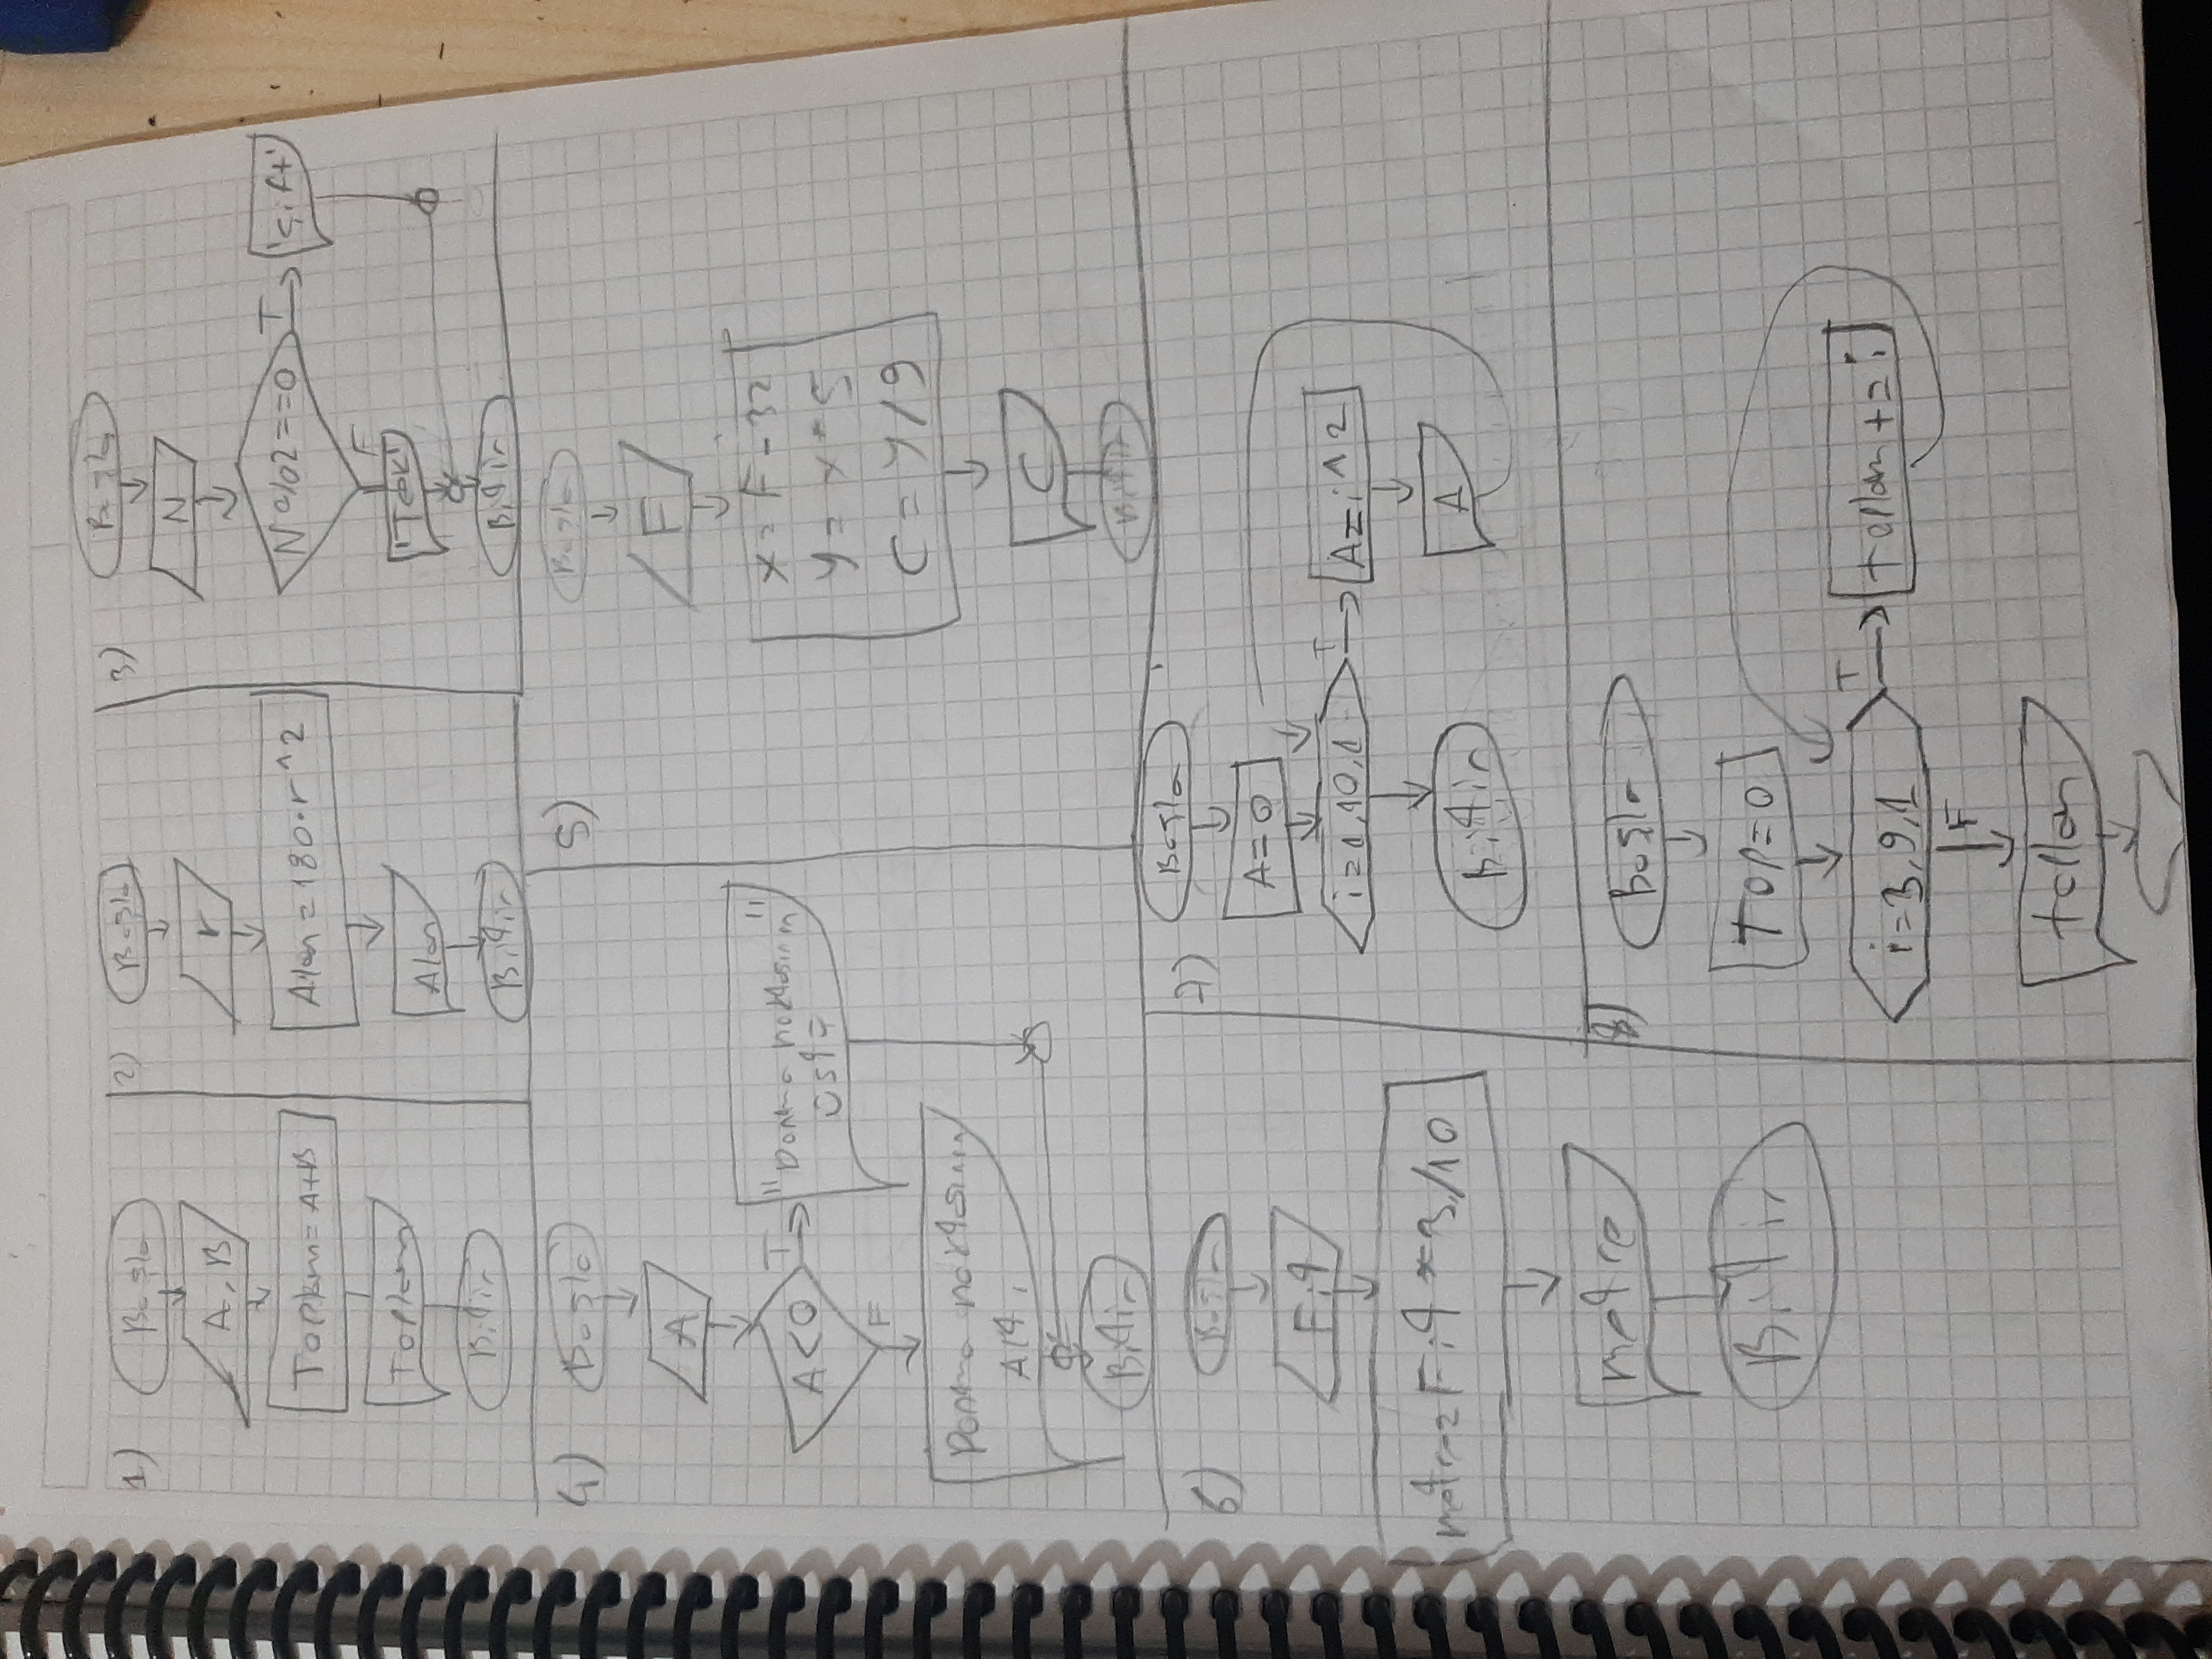 1)
Başla
A, B
Toplam=A+B
Toplam
Bitir
2)
Başla
r
Alan=180*r^2
Alan
Bitir
3)
Başla
N
N%2==0
T
'Çift'
F
'Tek'
Bitir
4)
Başla
A
A<0
T
"Donma noktasının"
üstü
F
Donma noktasının
Altı
Bitir
5)
Başla
F
x=F-32
y=x*5
C=y/9
C
Bitir
6)
Başla
Fit
metre=Fit*3/10
metre
Bitir
7)
Başla
A=0
i=1,10,1
T
A=i^2
A
Bitir
8)
Başla
Top=0
i=3,9,1
T
toplam+=i
F
toplam